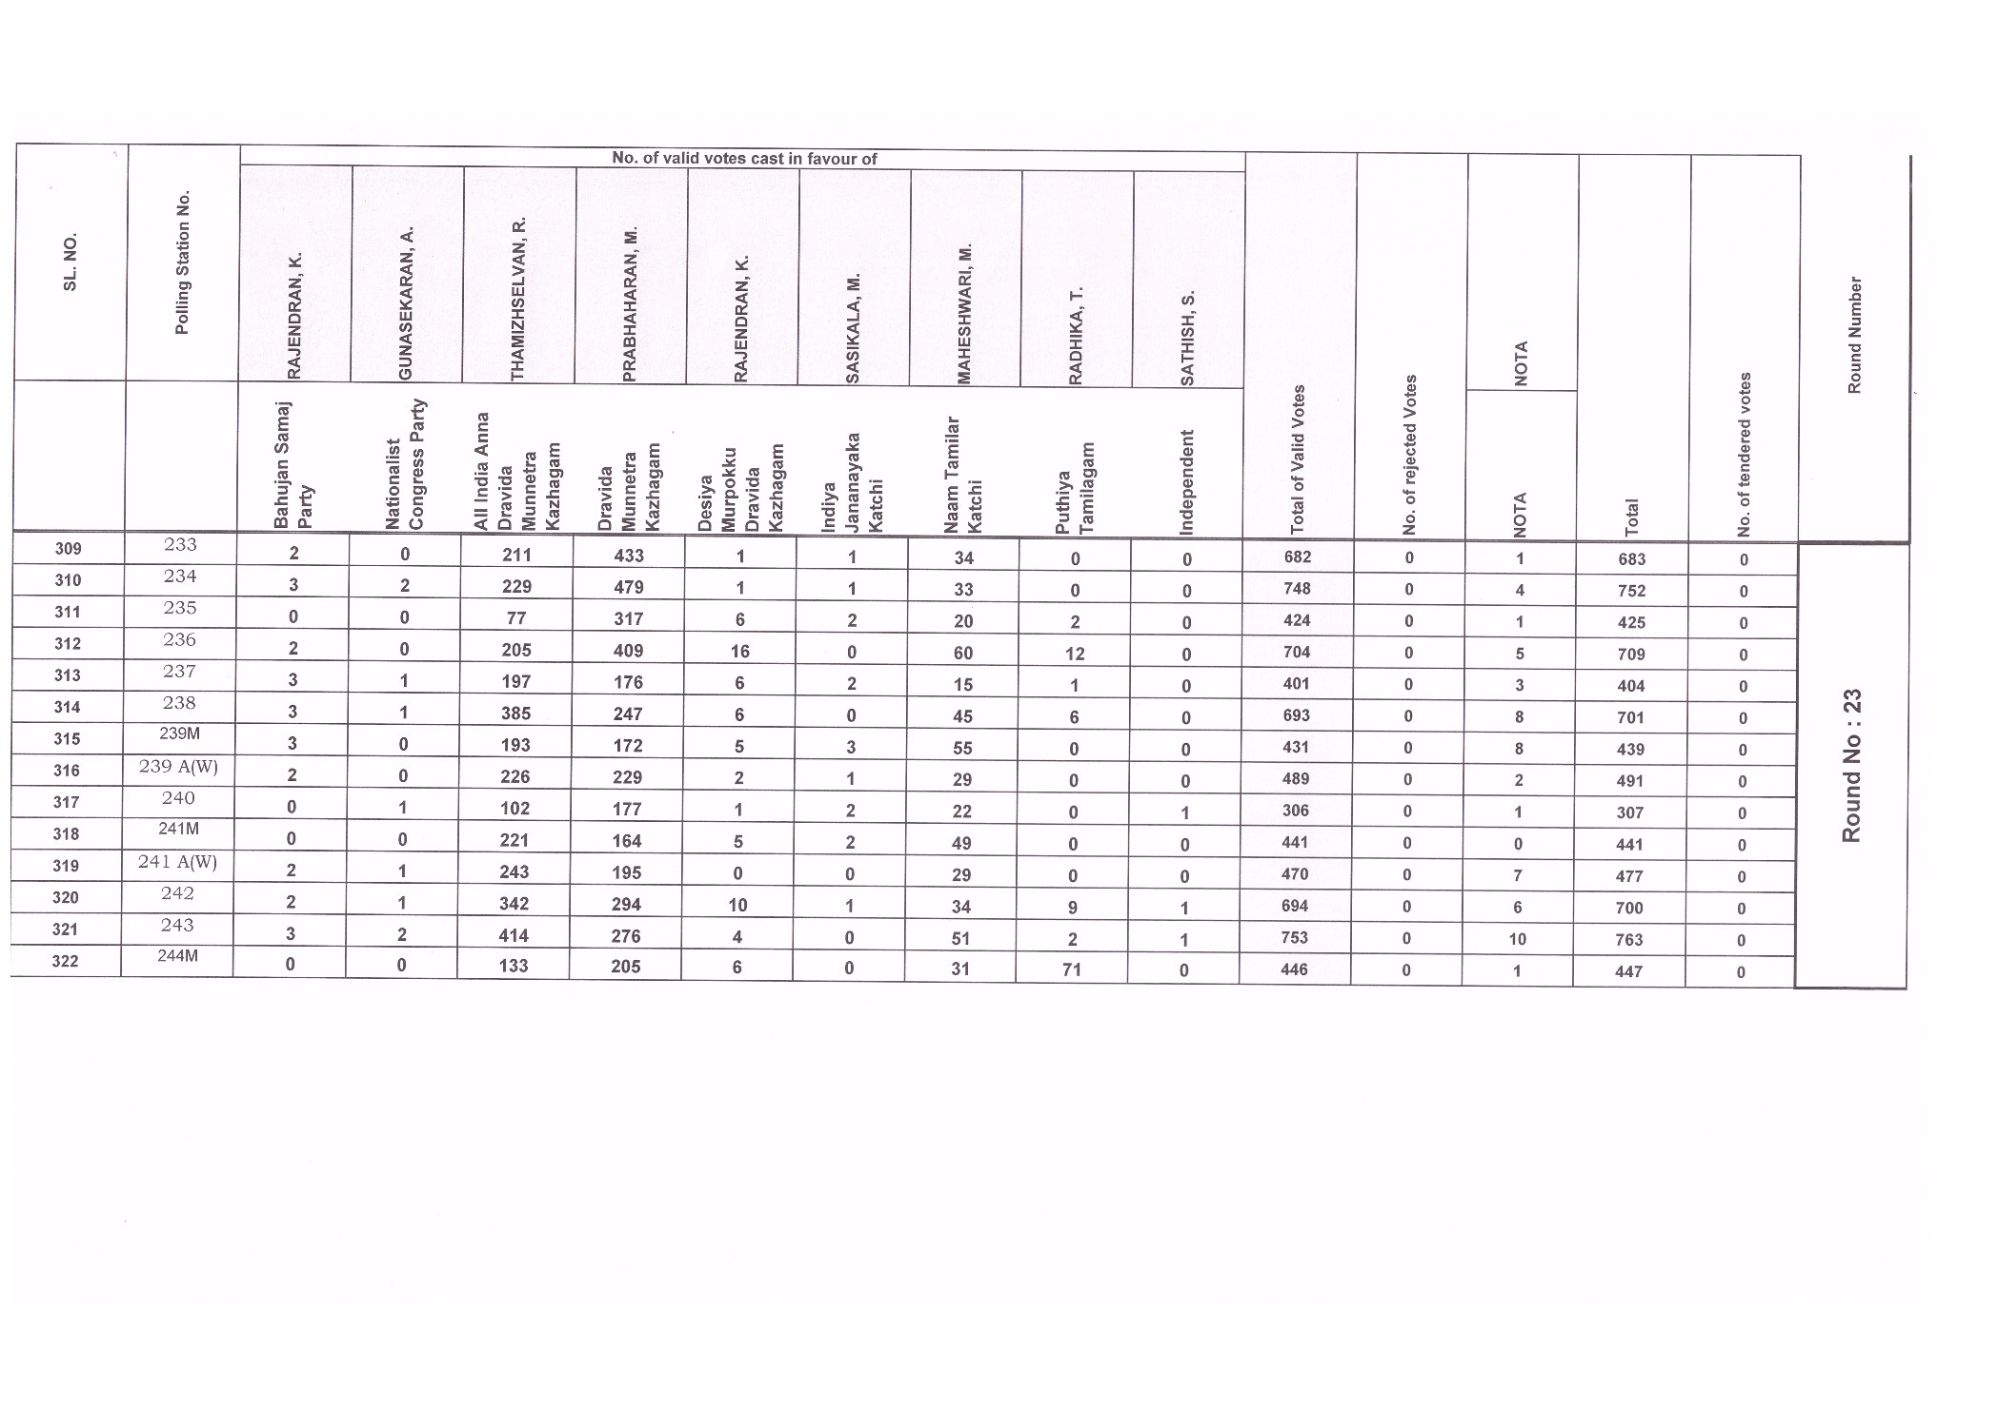 No. of valid votes cast in favour of
SL. NO.
Polling Station No.
RAJENDRAN, K.
GUNASEKARAN, A.
THAMIZHSELVAN, R.
PRABHAHARAN, M.
RAJENDRAN, K.
SASIKALA, M.
MAHESHWARI, M.
RADHIKA, T.
SATHISH, S.
Total of Valid Votes
No. of rejected Votes
NOTA
Total
No. of tendered votes
Round Number
Bahujan Samaj
Party
Nationalist
Congress Party
All India Anna
Dravida
Munnetra
Kazhagam
Dravida
Munnetra
Kazhagam
Desiya
Murpokku
Dravida
Kazhagam
Indiya
Jananayaka
Katchi
Naam Tamilar
Katchi
Puthiya
Tamilagam
Independent
NOTA
309 233 2 0 211 433 1 1 34 0 0 682 0 1 683 0
310 234 3 2 229 479 1 1 33 0 0 748 0 4 752 0
311 235 0 0 77 317 6 2 20 2 0 424 0 1 425 0
312 236 2 0 205 409 16 0 60 12 0 704 0 5 709 0
313 237 3 1 197 176 6 2 15 1 0 401 0 3 404 0
314 238 3 1 385 247 6 0 45 6 0 693 0 8 701 0
315 239M 3 0 193 172 5 3 55 0 0 431 0 8 439 0
316 239 A(W) 2 0 226 229 2 1 29 0 0 489 0 2 491 0
317 240 0 1 102 177 1 2 22 0 1 306 0 1 307 0
318 241M 0 0 221 164 5 2 49 0 0 441 0 0 441 0
319 241 A(W) 2 1 243 195 0 0 29 0 0 470 0 7 477 0
320 242 2 1 342 294 10 1 34 9 1 694 0 6 700 0
321 243 3 2 414 276 4 0 51 2 1 753 0 10 763 0
322 244M 0 0 133 205 6 0 31 71 0 446 0 1 447 0
Round No : 23